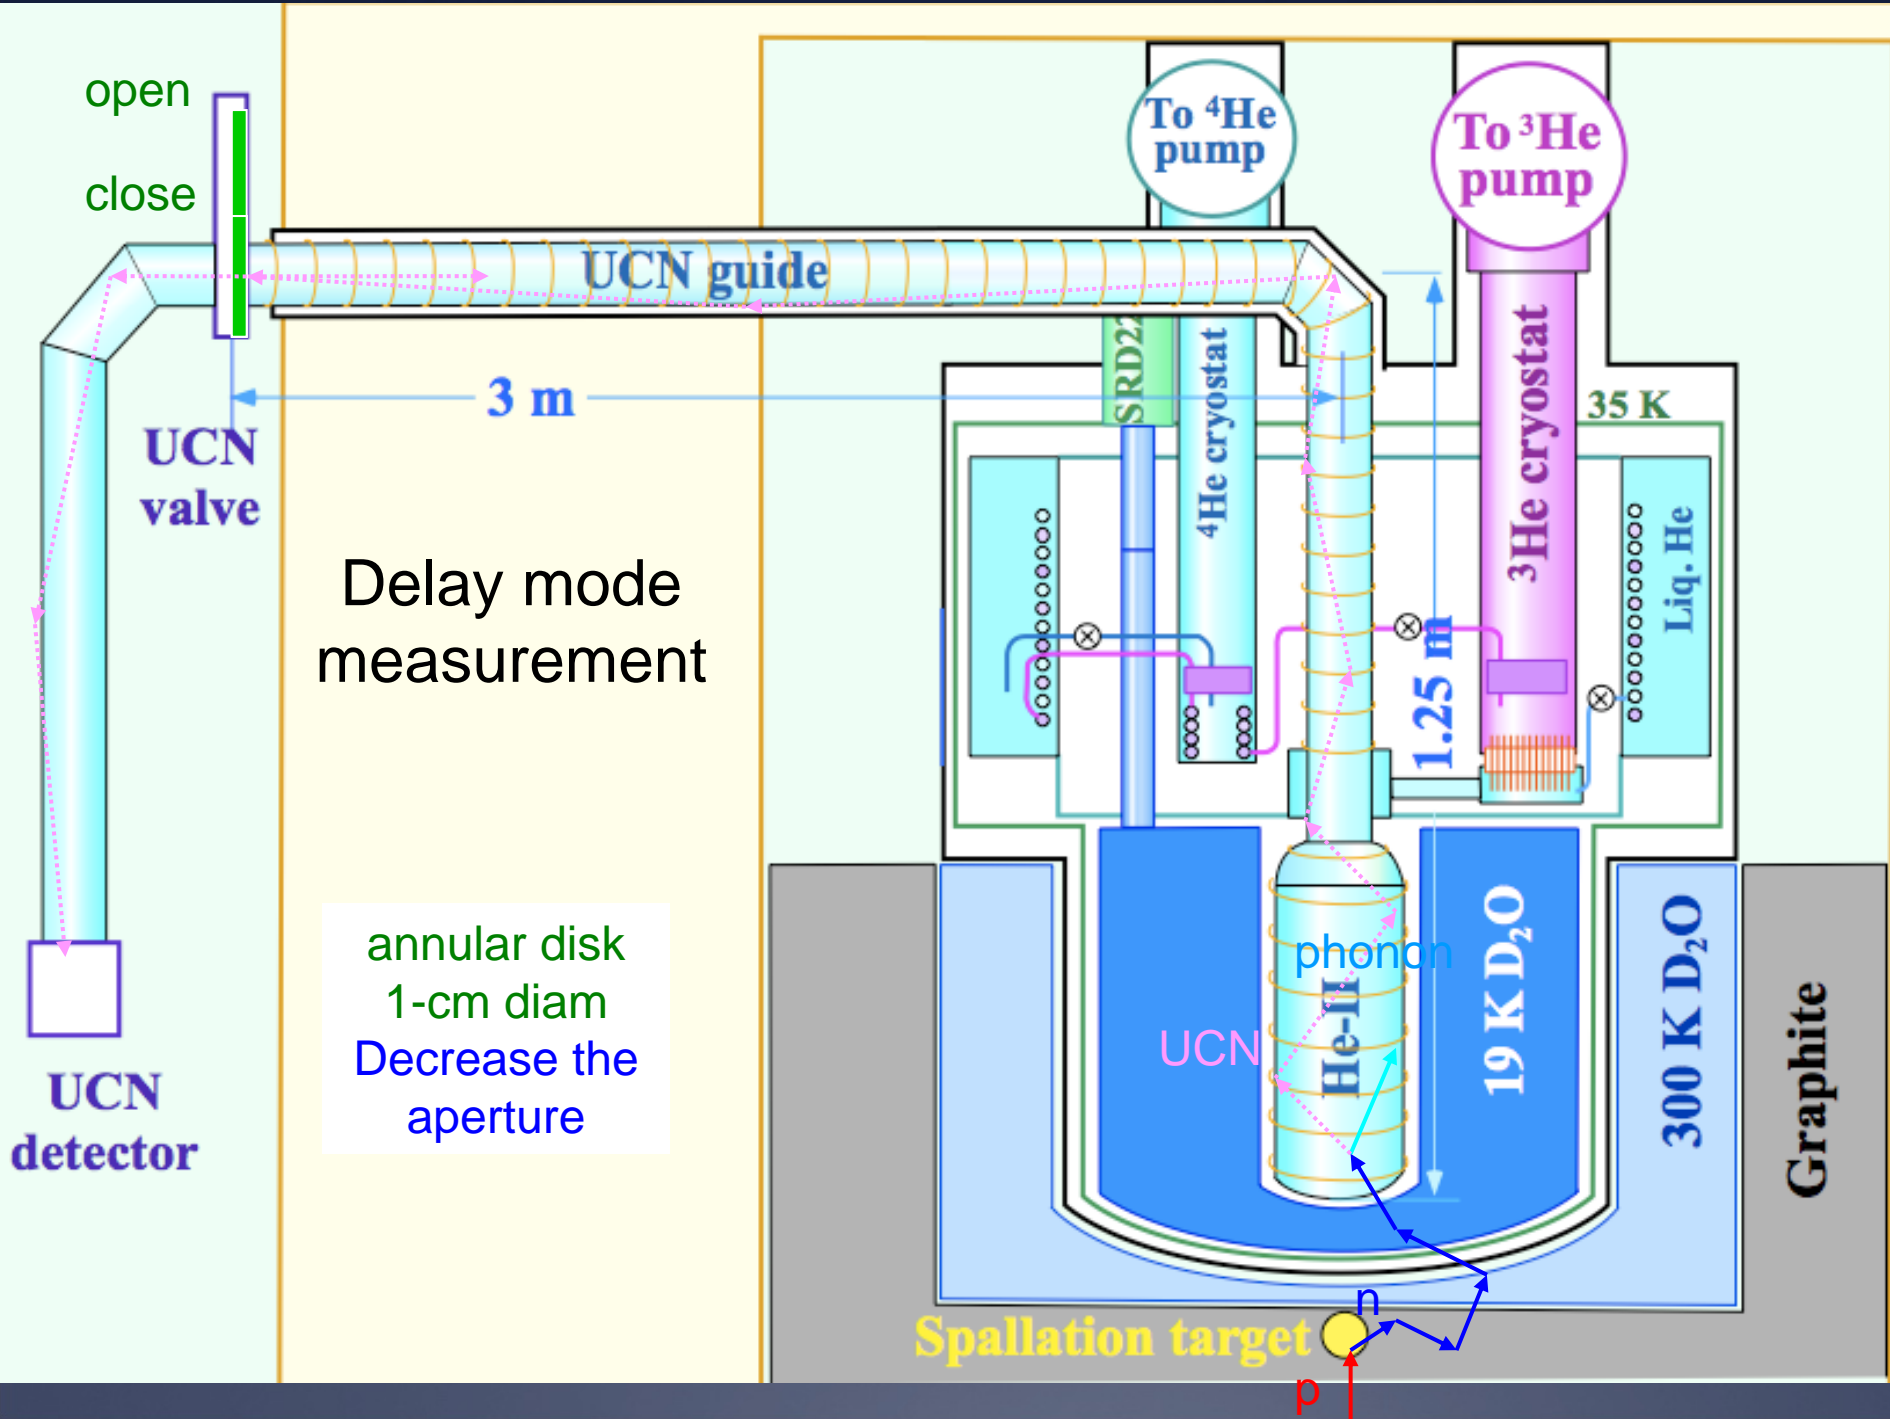 open
close
To ⁴He
pump
To ³He
pump
UCN guide
SRD22
⁴He cryostat
³He cryostat
35 K
3 m
UCN
valve
Liq. He
Delay mode
measurement
1.25 m
annular disk
1-cm diam
Decrease the
aperture
phonon
UCN
He-II
19 K D₂O
300 K D₂O
Graphite
UCN
detector
n
Spallation target
p